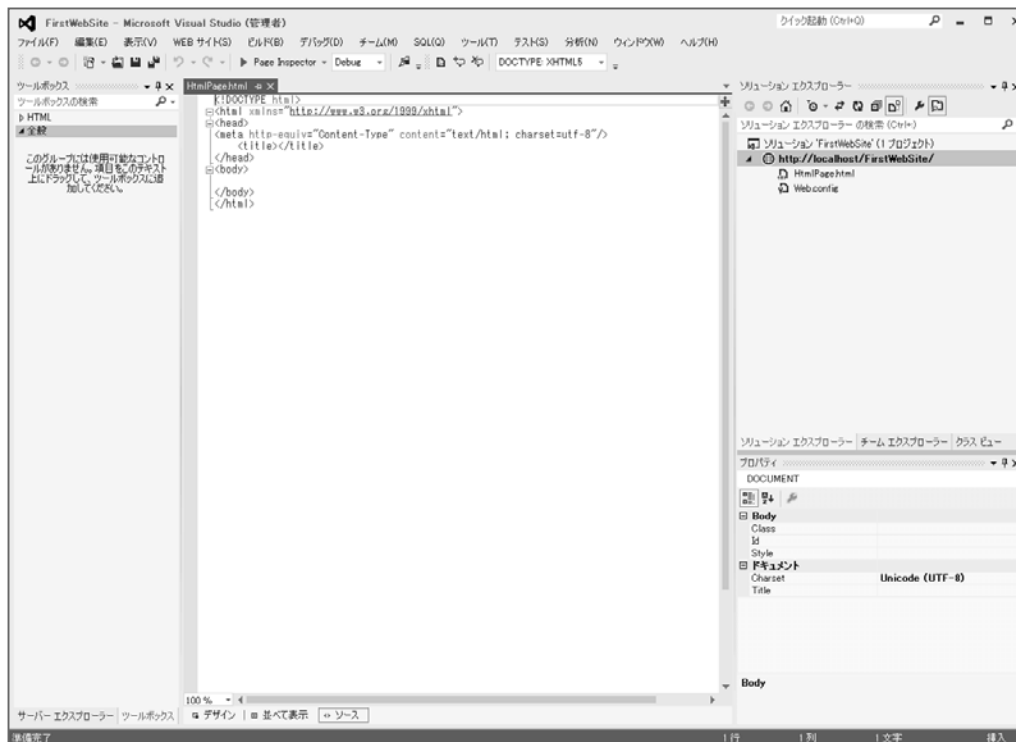 FirstWebSite - Microsoft Visual Studio (管理者)
クイック起動 (Ctrl+Q)
ファイル(F) 編集(E) 表示(V) WEB サイト(S) ビルド(B) デバッグ(D) チーム(M) SQL(Q) ツール(T) テスト(S) 分析(N) ウィンドウ(W) ヘルプ(H)
Page Inspector Debug DOCTYPE: XHTML5
ツールボックス
ツールボックスの検索
HTML
全般
このグループには使用可能なコントロ
ールがありません。項目をこのテキスト
上にドラッグして、ツールボックスに追
加してください。
サーバー エクスプローラー ツールボックス
HtmlPage.html
<!DOCTYPE html>
<html xmlns="http://www.w3.org/1999/xhtml">
<head>
<meta http-equiv="Content-Type" content="text/html; charset=utf-8"/>
<title></title>
</head>
<body>
</body>
</html>
100 %
デザイン 並べて表示 ソース
ソリューション エクスプローラー
ソリューション エクスプローラー の検索 (Ctrl+;)
ソリューション 'FirstWebSite' (1 プロジェクト)
http://localhost/FirstWebSite/
HtmlPage.html
Web.config
ソリューション エクスプローラー チーム エクスプローラー クラス ビュー
プロパティ
DOCUMENT
Body
Class
Id
Style
ドキュメント
Charset Unicode (UTF-8)
Title
Body
準備完了 1 行 1 列 1 文字 挿入